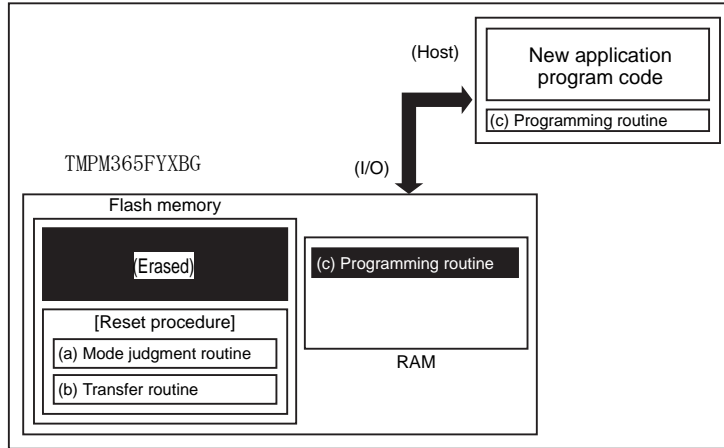 (Host)
New application
program code
(c) Programming routine
TMPM365FYXBG
(I/O)
Flash memory
(Erased)
(c) Programming routine
[Reset procedure]
(a) Mode judgment routine
(b) Transfer routine
RAM